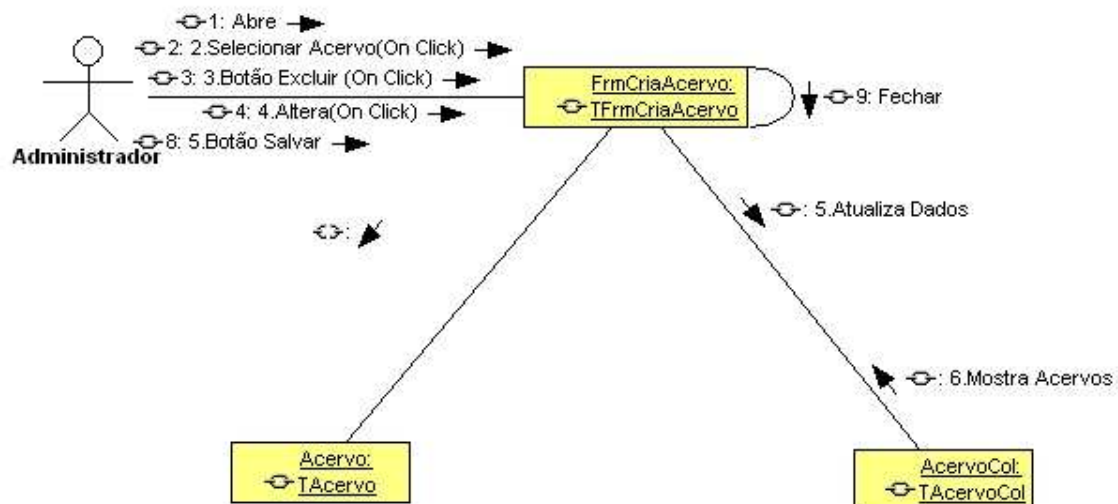 1: Abre
2: 2.Selecionar Acervo(On Click)
3: 3.Botão Excluir (On Click)
4: 4.Altera(On Click)
8: 5.Botão Salvar
Administrador
FrmCriaAcervo:
TFrmCriaAcervo
9: Fechar
:
: 5.Atualiza Dados
: 6.Mostra Acervos
Acervo:
TAcervo
AcervoCol:
TAcervoCol